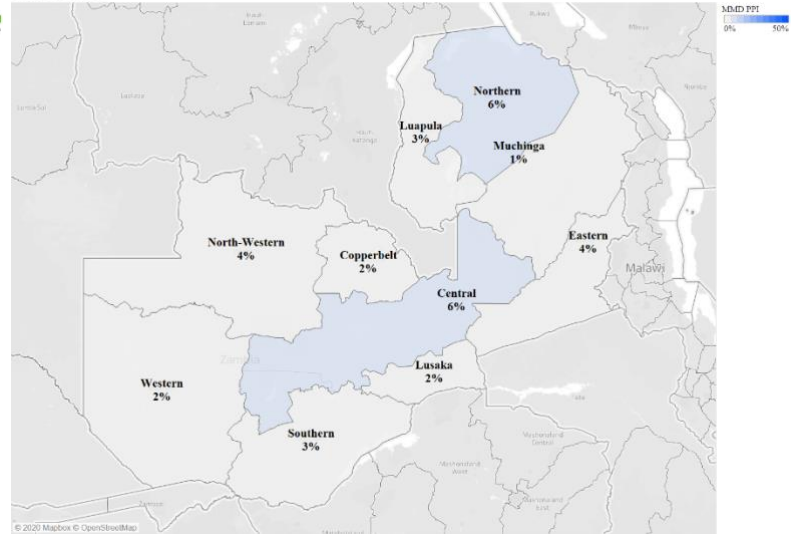 MMD PPI
0% 50%
Northern
6%
Luapula
3%
Muchinga
1%
North-Western
4%
Copperbelt
2%
Eastern
4%
Malawi
Central
6%
Zambia
Lusaka
2%
Western
2%
Southern
3%
© 2020 Mapbox © OpenStreetMap